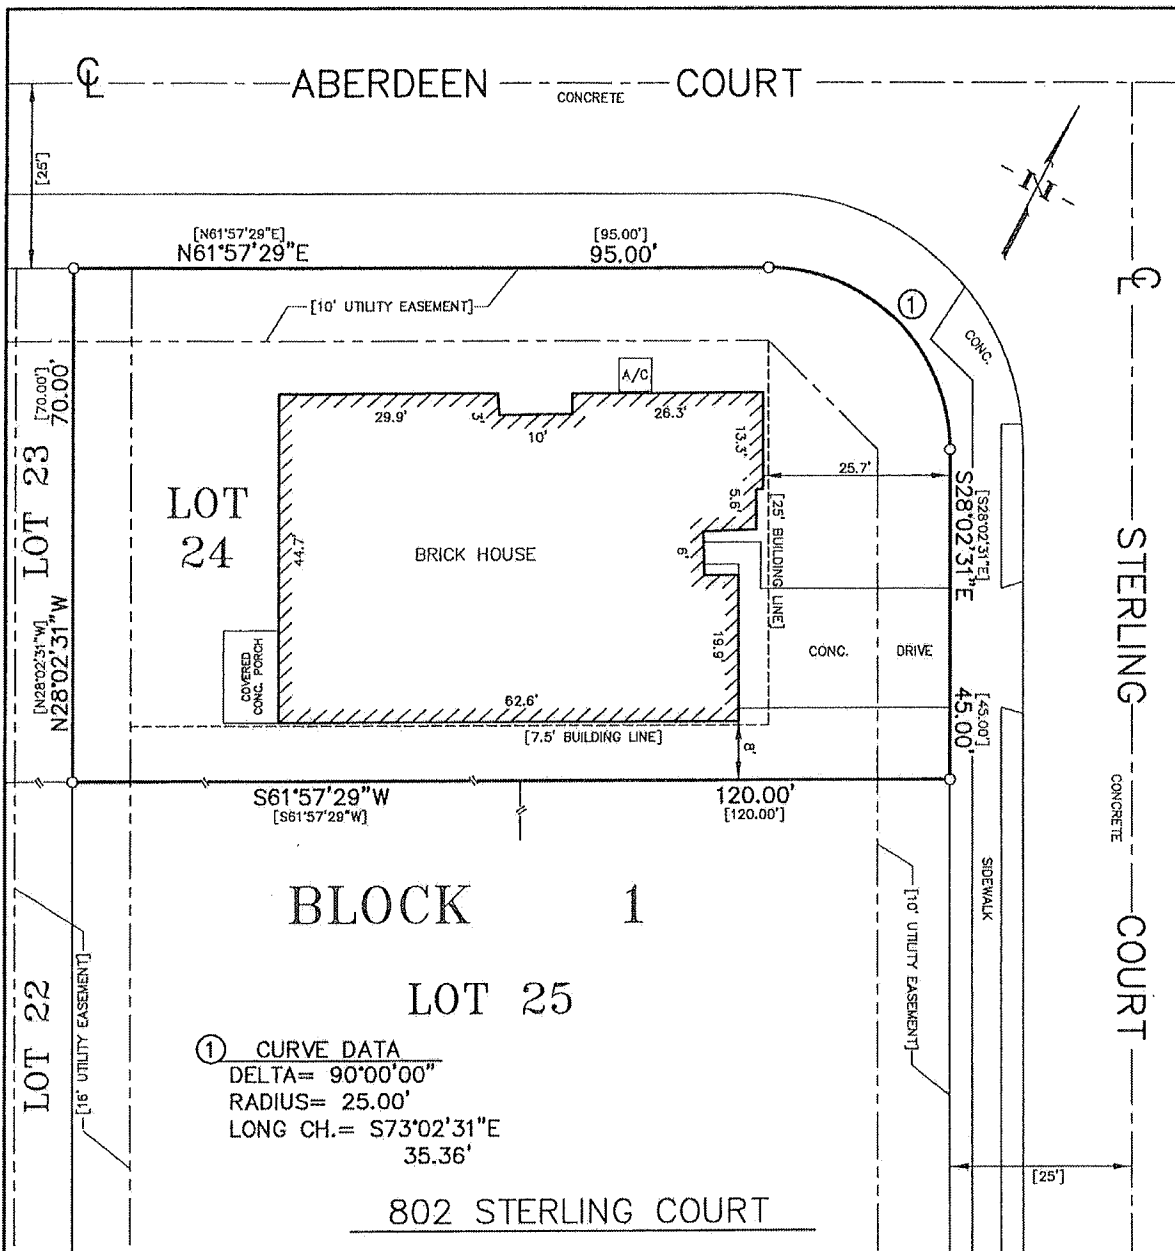 ℄ ABERDEEN COURT
CONCRETE
[25']
N
[N61°57'29"E]
N61°57'29"E
[95.00']
95.00'
℄
[10' UTILITY EASEMENT]
1
CONC.
A/C
[70.00']
70.00'
29.9'
3'
10'
26.3'
13.3'
25.7'
LOT 23
LOT
24
44.7'
BRICK HOUSE
5.6'
6'
[25' BUILDING LINE]
[S28°02'31"E]
S28°02'31"E
STERLING COURT
[N28°02'31"W]
N28°02'31"W
COVERED
CONC. PORCH
19.9'
CONC. DRIVE
62.6'
[7.5' BUILDING LINE]
8'
[45.00']
45.00'
S61°57'29"W
[S61°57'29"W]
120.00'
[120.00']
CONCRETE
SIDEWALK
BLOCK 1
LOT 25
[10' UTILITY EASEMENT]
LOT 22
[16' UTILITY EASEMENT]
1 CURVE DATA
DELTA= 90°00'00"
RADIUS= 25.00'
LONG CH.= S73°02'31"E
35.36'
[25']
802 STERLING COURT